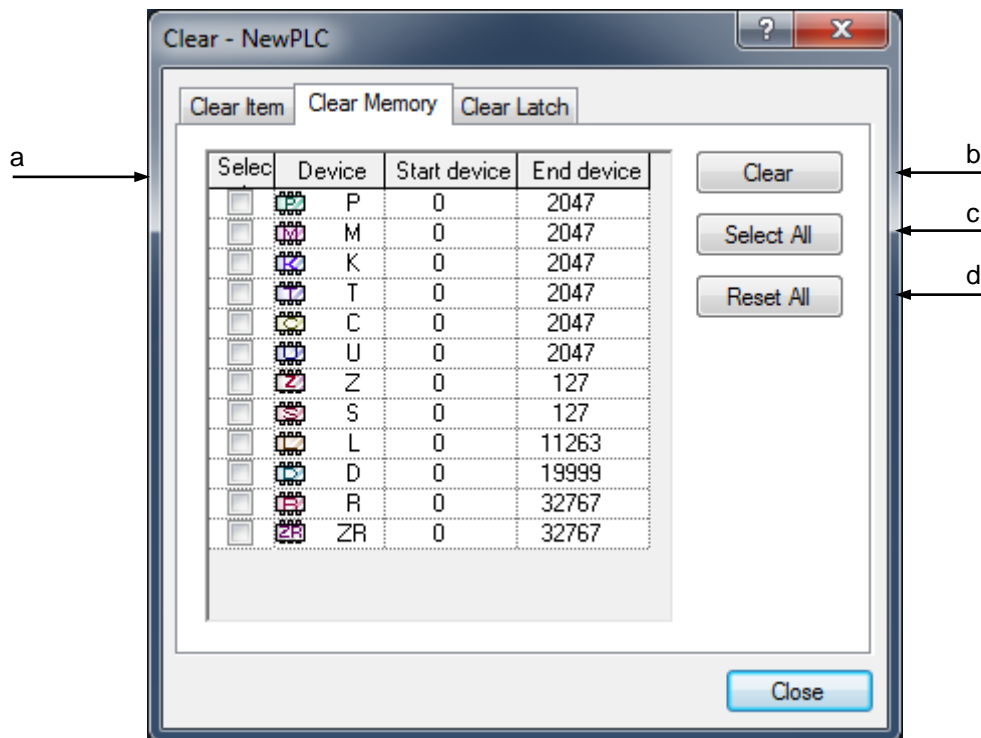 Clear - NewPLC
?
X
Clear Item Clear Memory Clear Latch
a
Selec Device Start device End device
P P 0 2047
M M 0 2047
K K 0 2047
T T 0 2047
C C 0 2047
U U 0 2047
Z Z 0 127
S S 0 127
L L 0 11263
D D 0 19999
R R 0 32767
ZR ZR 0 32767
Clear
b
Select All
c
Reset All
d
Close